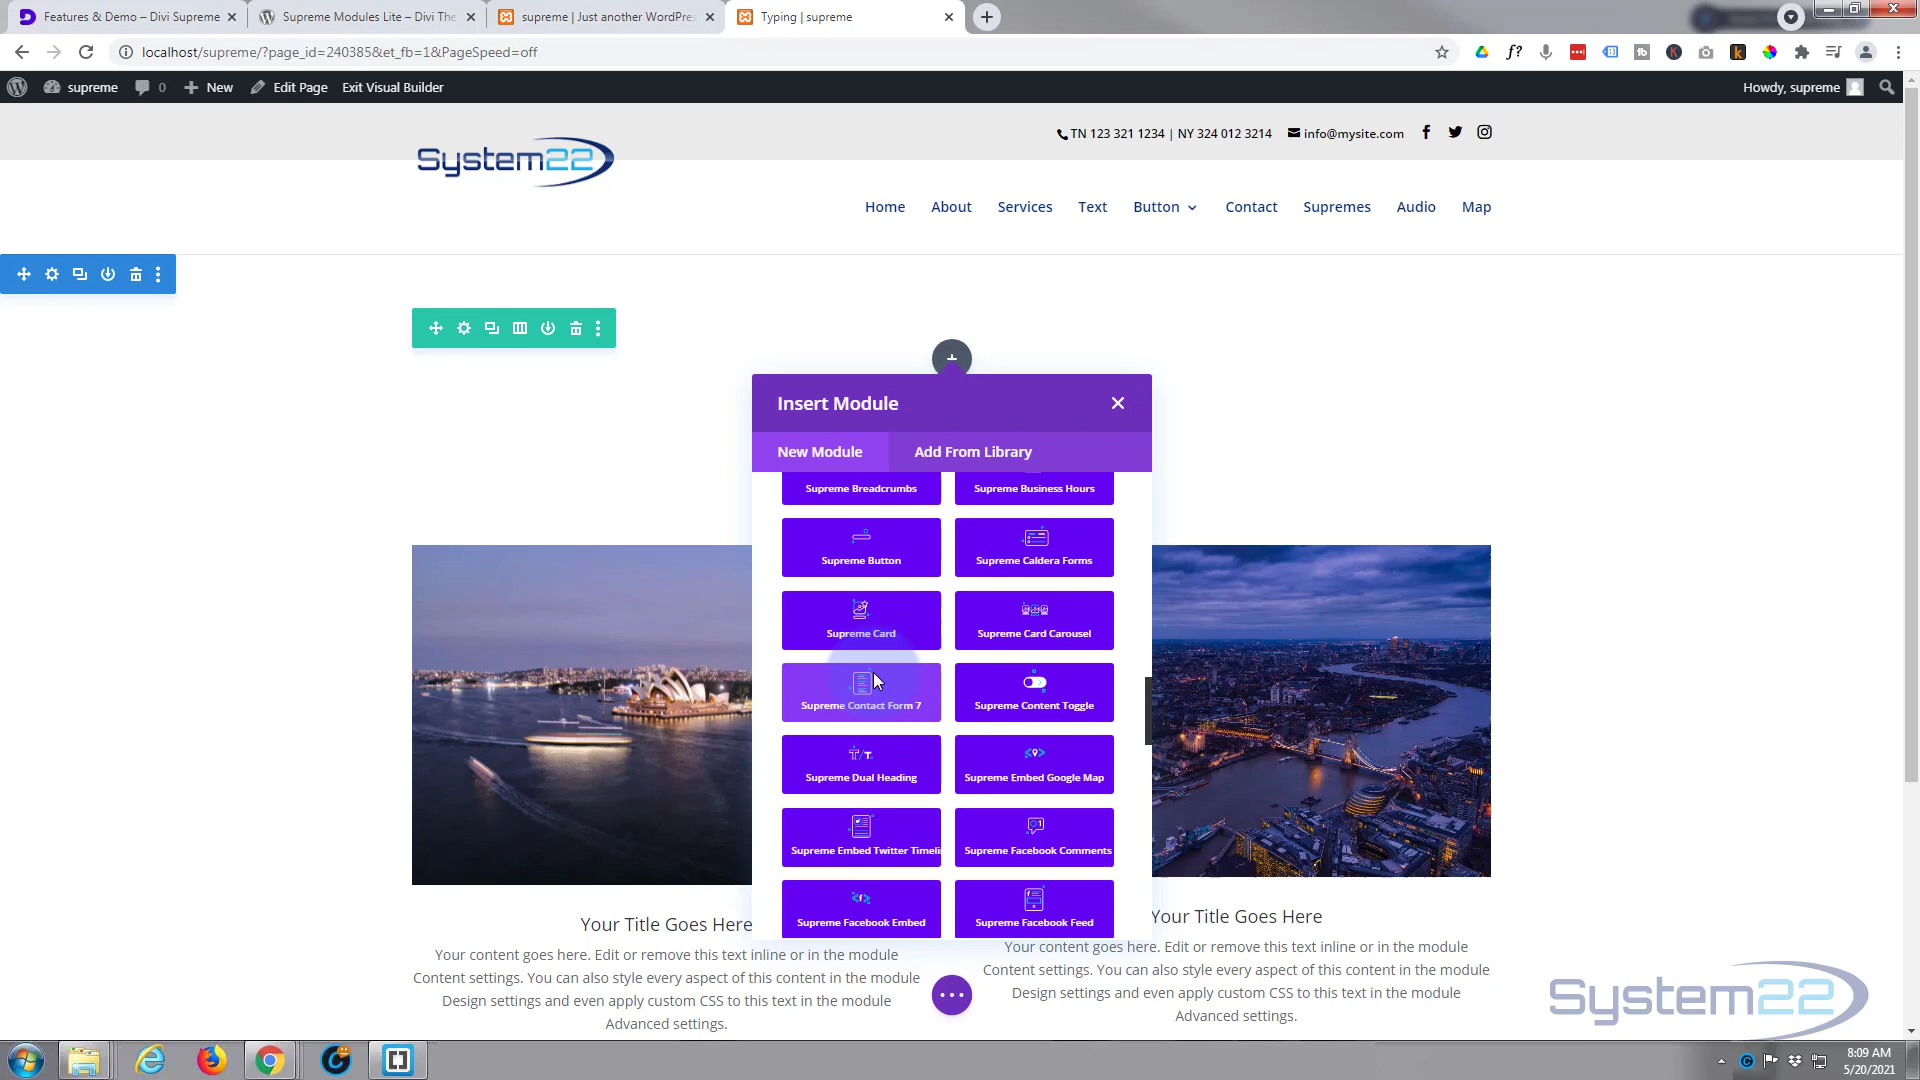 Features & Demo – Divi Supreme
Supreme Modules Lite – Divi The
supreme | Just another WordPres
Typing | supreme
localhost/supreme/?page_id=240385&et_fb=1&PageSpeed=off
supreme
0
New
Edit Page
Exit Visual Builder
Howdy, supreme
System22
TN 123 321 1234 | NY 324 012 3214
info@mysite.com
Home
About
Services
Text
Button
Contact
Supremes
Audio
Map
Insert Module
New Module
Add From Library
Supreme Breadcrumbs
Supreme Business Hours
Supreme Button
Supreme Caldera Forms
Supreme Card
Supreme Card Carousel
Supreme Contact Form 7
Supreme Content Toggle
Supreme Dual Heading
Supreme Embed Google Map
Supreme Embed Twitter Timeli
Supreme Facebook Comments
Supreme Facebook Embed
Supreme Facebook Feed
Your Title Goes Here
Your content goes here. Edit or remove this text inline or in the module
Content settings. You can also style every aspect of this content in the module
Design settings and even apply custom CSS to this text in the module
Advanced settings.
Your Title Goes Here
Your content goes here. Edit or remove this text inline or in the module
Content settings. You can also style every aspect of this content in the module
Design settings and even apply custom CSS to this text in the module
Advanced settings.
System22
8:09 AM
5/20/2021